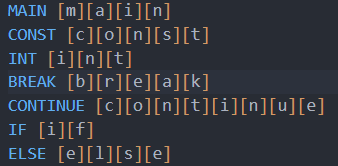 MAIN [m][a][i][n]
CONST [c][o][n][s][t]
INT [i][n][t]
BREAK [b][r][e][a][k]
CONTINUE [c][o][n][t][i][n][u][e]
IF [i][f]
ELSE [e][l][s][e]